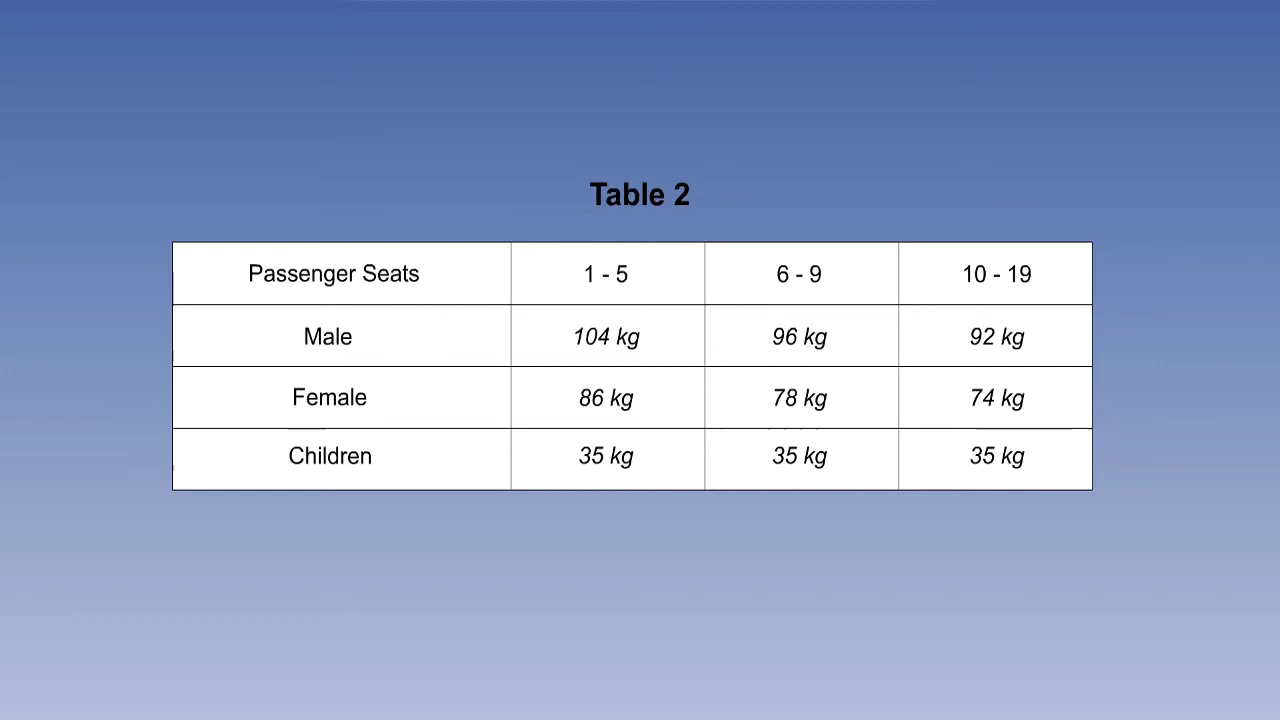 Table 2
Passenger Seats 1 - 5 6 - 9 10 - 19
Male 104 kg 96 kg 92 kg
Female 86 kg 78 kg 74 kg
Children 35 kg 35 kg 35 kg